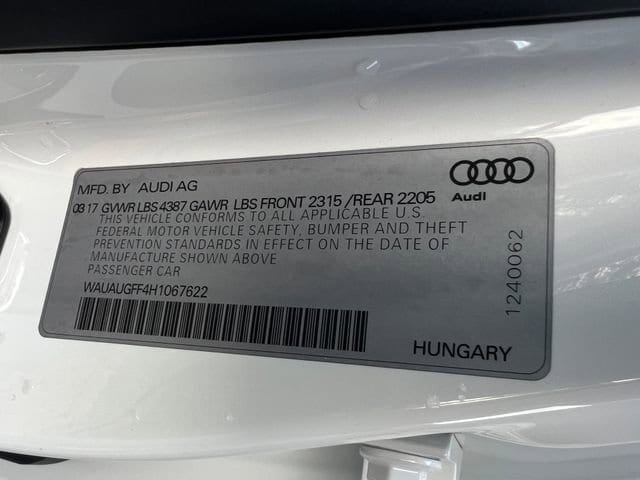 MFD. BY AUDI AG
0317 GVWR LBS 4387 GAWR LBS FRONT 2315 /REAR 2205
Audi
THIS VEHICLE CONFORMS TO ALL APPLICABLE U.S.
FEDERAL MOTOR VEHICLE SAFETY, BUMPER AND THEFT
PREVENTION STANDARDS IN EFFECT ON THE DATE OF
MANUFACTURE SHOWN ABOVE
PASSENGER CAR
WAUAUGFF4H1067622
1240062
HUNGARY